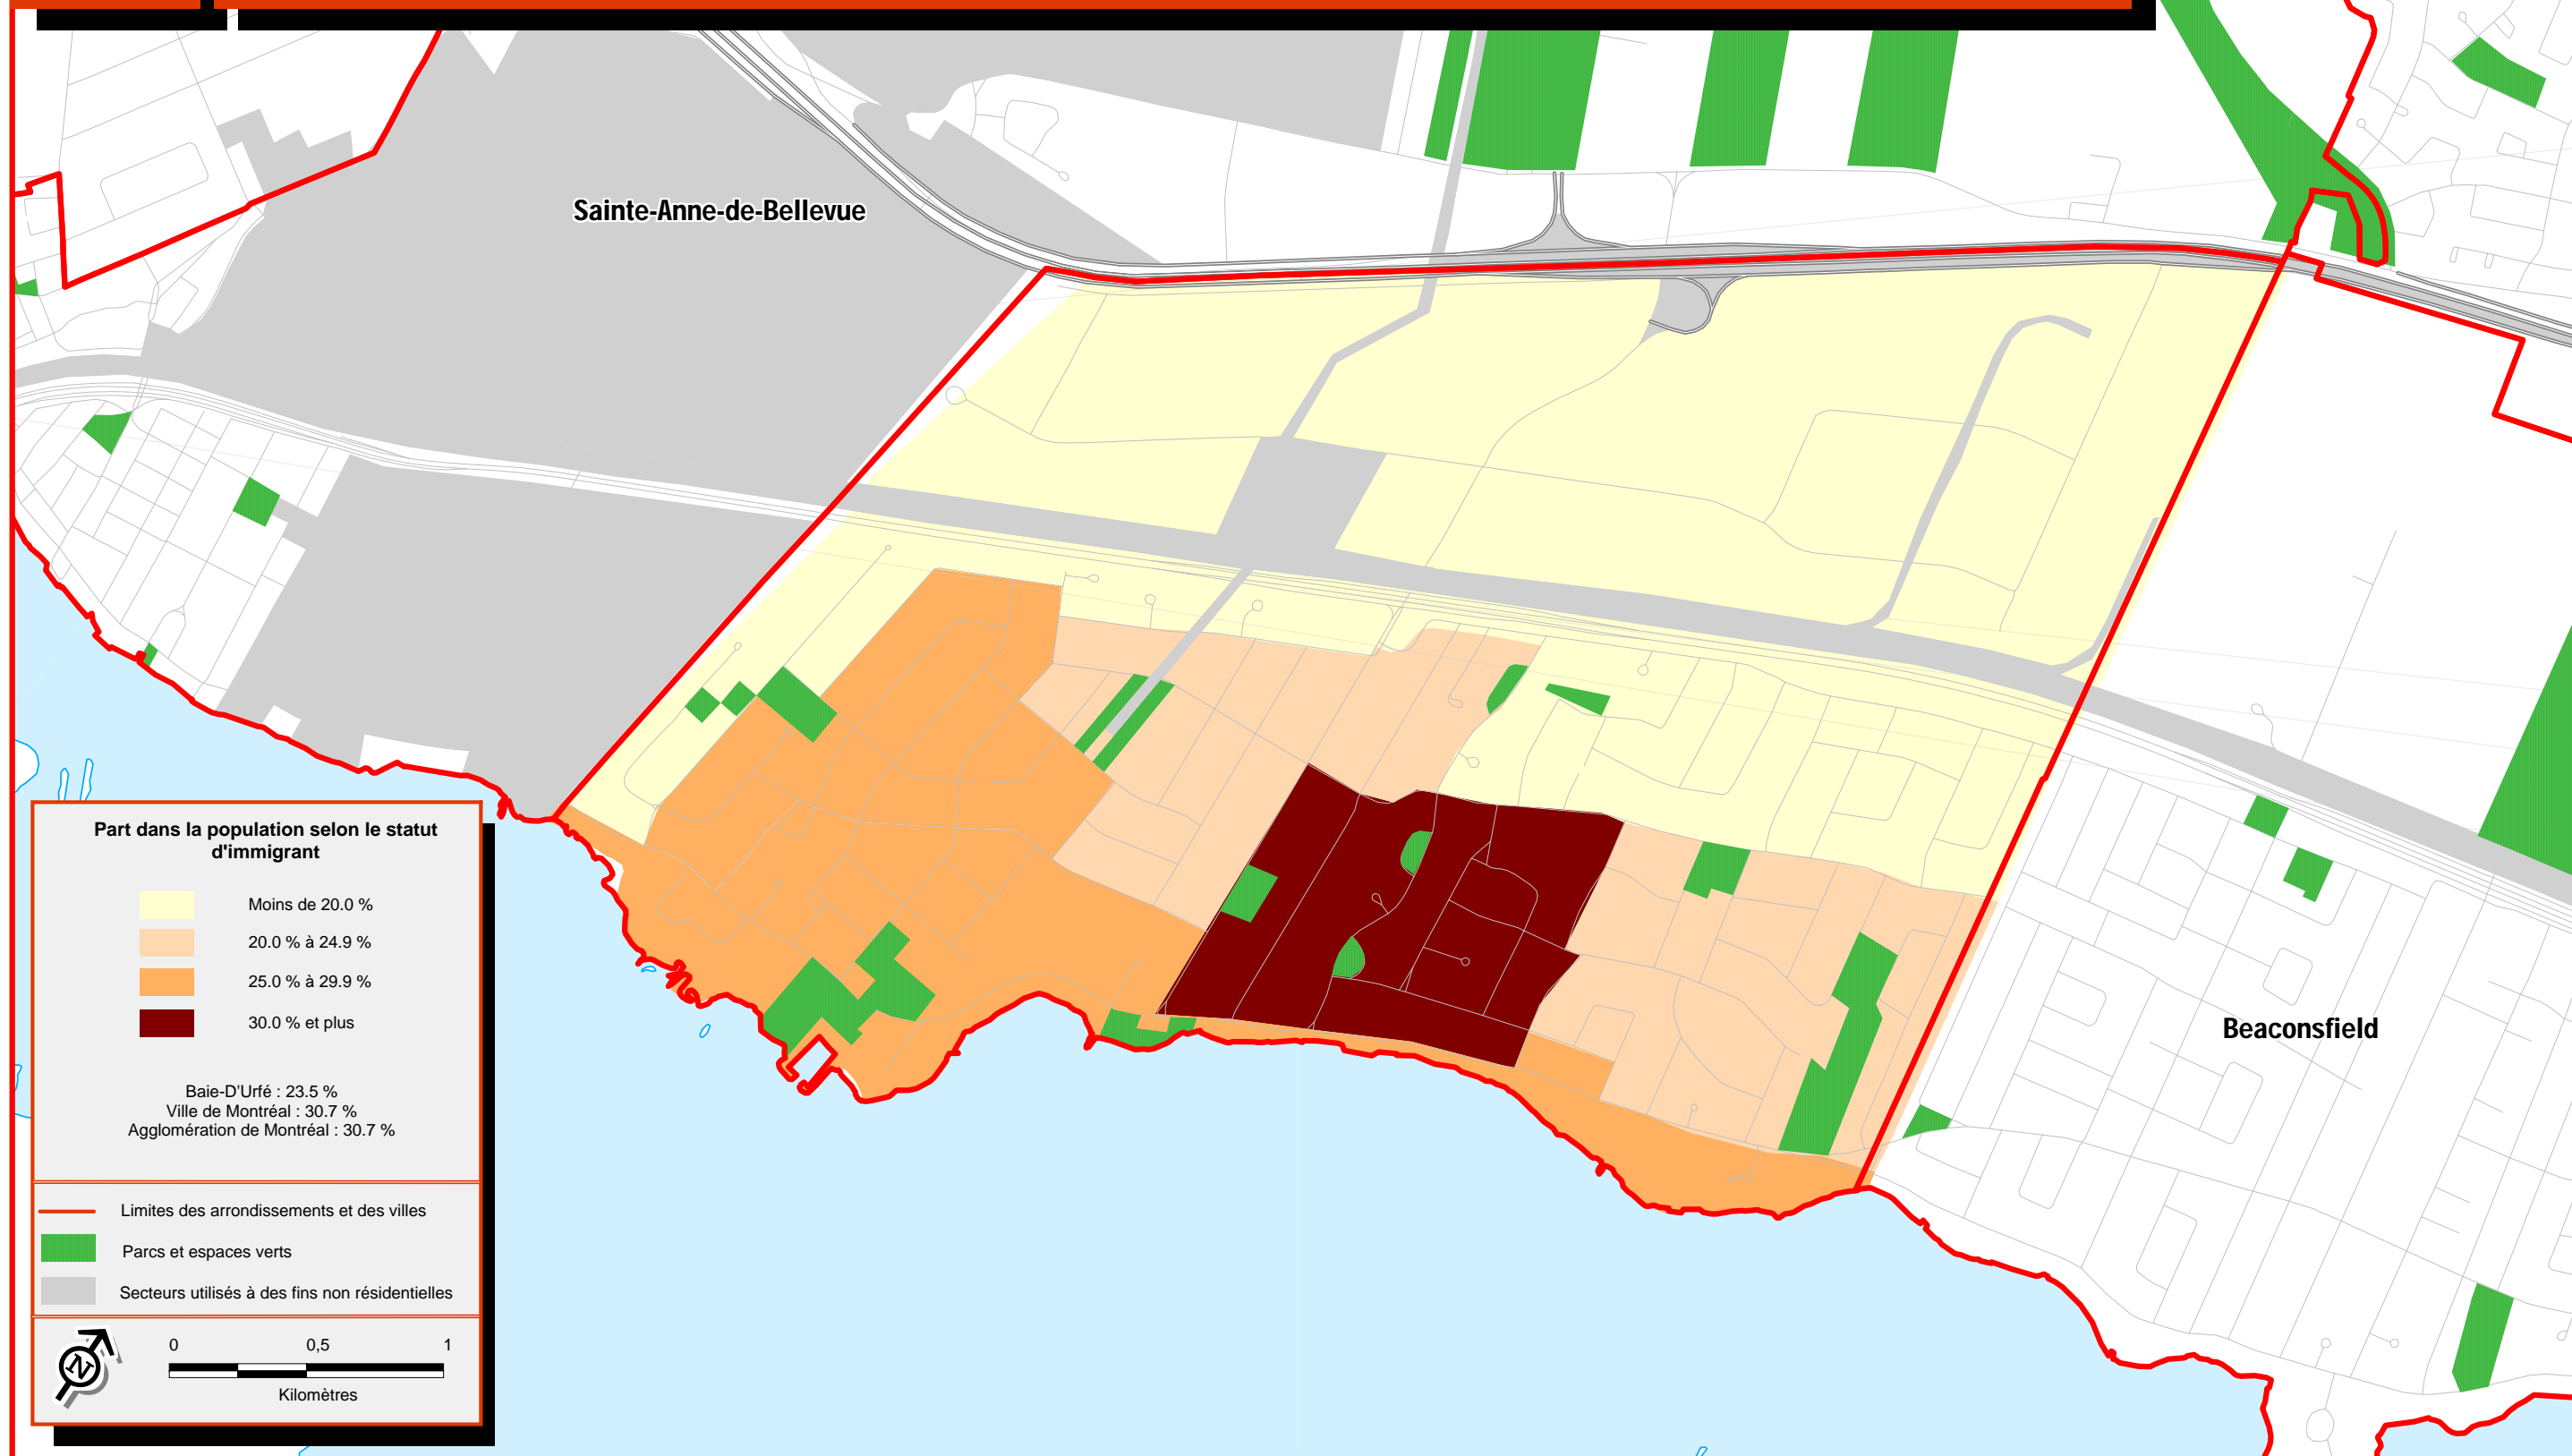 Sainte-Anne-de-Bellevue
Beaconsfield
Part dans la population selon le statut
d'immigrant
Moins de 20.0 %
20.0 % à 24.9 %
25.0 % à 29.9 %
30.0 % et plus
Baie-D'Urfé : 23.5 %
Ville de Montréal : 30.7 %
Agglomération de Montréal : 30.7 %
Limites des arrondissements et des villes
Parcs et espaces verts
Secteurs utilisés à des fins non résidentielles
N
0 0,5 1
Kilomètres